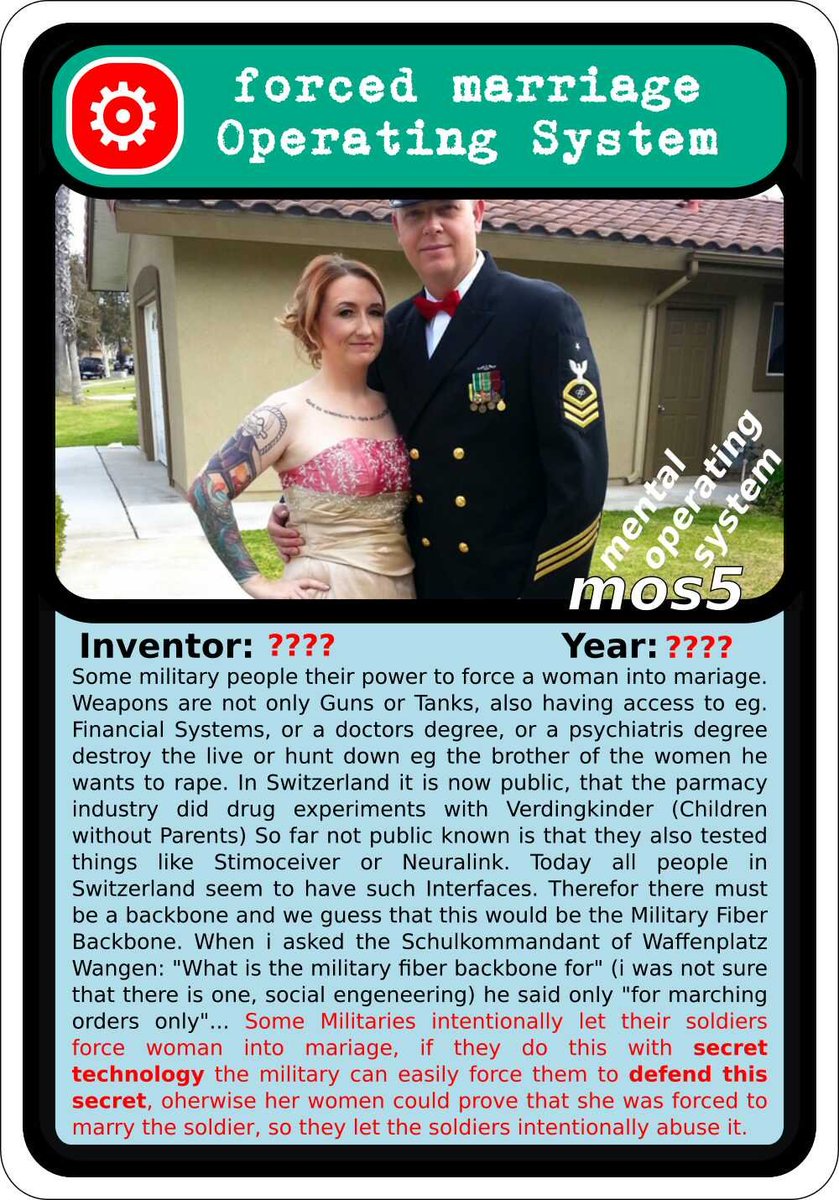 forced marriage
Operating System
mental
operating
system
mos5
Inventor: ???? Year: ????
Some military people their power to force a woman into mariage.
Weapons are not only Guns or Tanks, also having access to eg.
Financial Systems, or a doctors degree, or a psychiatris degree
destroy the live or hunt down eg the brother of the women he
wants to rape. In Switzerland it is now public, that the parmacy
industry did drug experiments with Verdingkinder (Children
without Parents) So far not public known is that they also tested
things like Stimoceiver or Neuralink. Today all people in
Switzerland seem to have such Interfaces. Therefor there must
be a backbone and we guess that this would be the Military Fiber
Backbone. When i asked the Schulkommandant of Waffenplatz
Wangen: "What is the military fiber backbone for" (i was not sure
that there is one, social engeneering) he said only "for marching
orders only"... Some Militaries intentionally let their soldiers
force woman into mariage, if they do this with secret
technology the military can easily force them to defend this
secret, oherwise her women could prove that she was forced to
marry the soldier, so they let the soldiers intentionally abuse it.